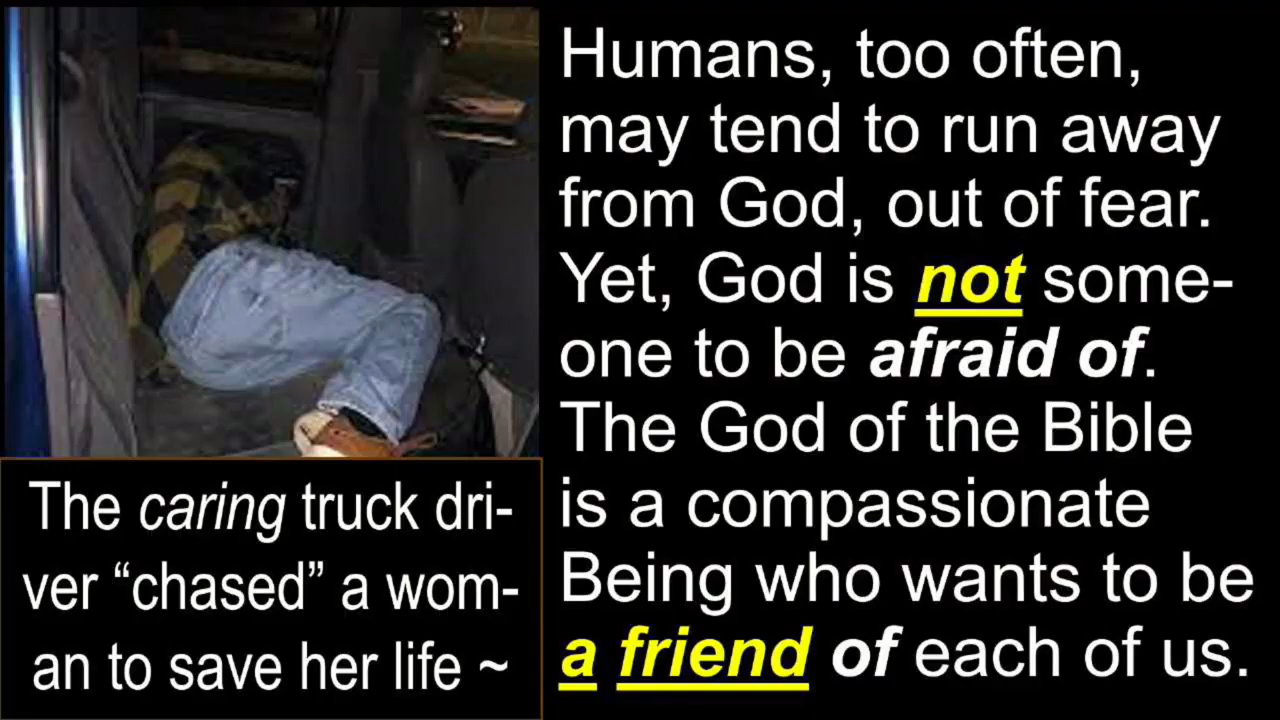 Humans, too often,
may tend to run away
from God, out of fear.
Yet, God is not some-
one to be afraid of.
The God of the Bible
is a compassionate
Being who wants to be
a friend of each of us.
The caring truck dri-
ver “chased” a wom-
an to save her life ~